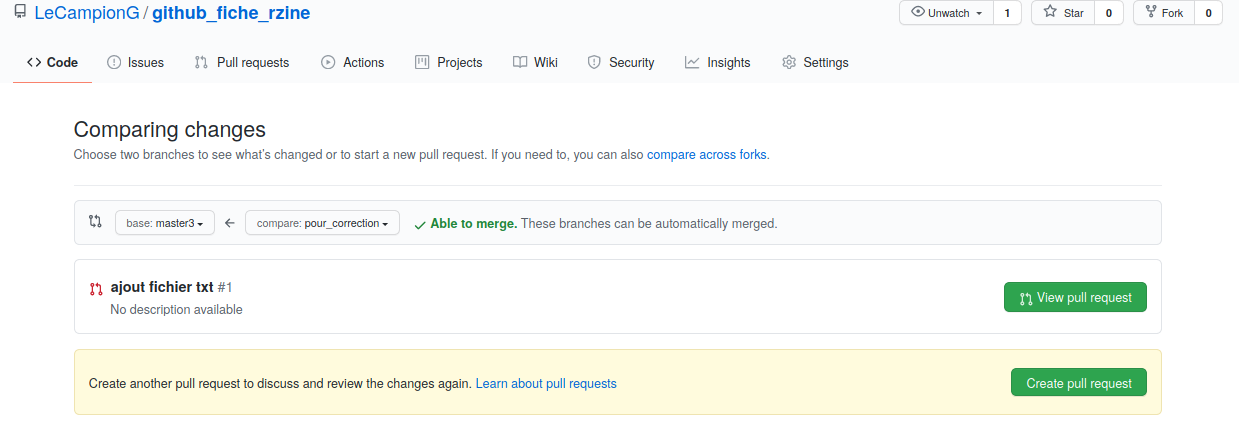 LeCampionG / github_fiche_rzine Unwatch 1 Star 0 Fork 0
Code Issues Pull requests Actions Projects Wiki Security Insights Settings
Comparing changes
Choose two branches to see what's changed or to start a new pull request. If you need to, you can also compare across forks.
base: master3 compare: pour_correction Able to merge. These branches can be automatically merged.
ajout fichier txt #1
No description available
View pull request
Create another pull request to discuss and review the changes again. Learn about pull requests
Create pull request